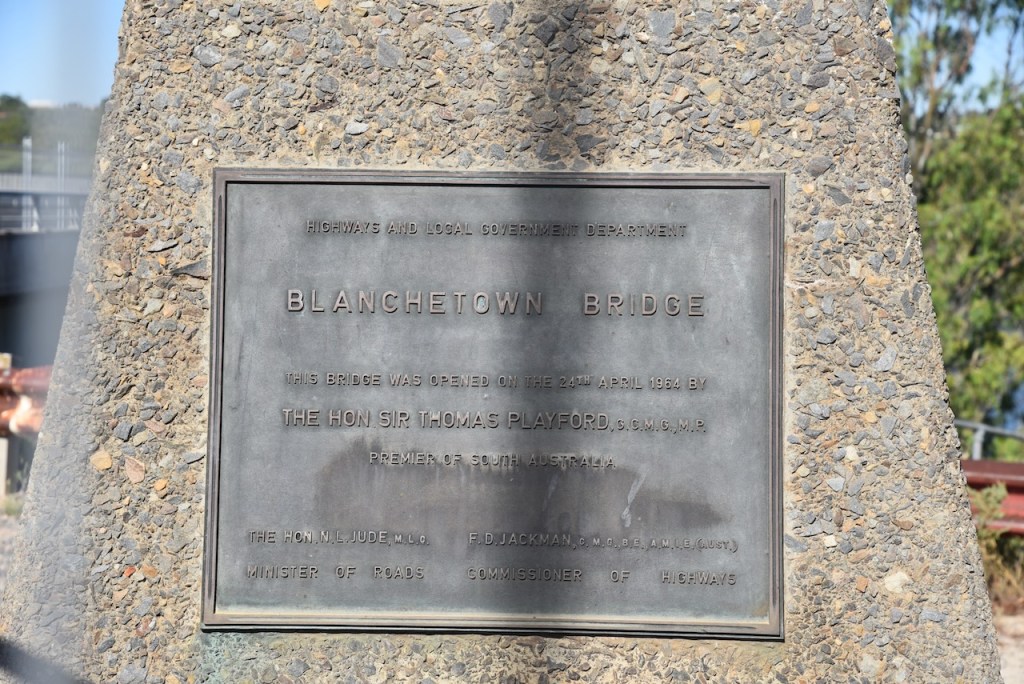 HIGHWAYS AND LOCAL GOVERNMENT DEPARTMENT
BLANCHETOWN BRIDGE
THIS BRIDGE WAS OPENED ON THE 24TH APRIL 1964 BY
THE HON. SIR THOMAS PLAYFORD, G.C.M.G., M.P.
PREMIER OF SOUTH AUSTRALIA
THE HON. N. L. JUDE, M.L.C. F. D. JACKMAN,
MINISTER OF ROADS COMMISSIONER OF HIGHWAYS